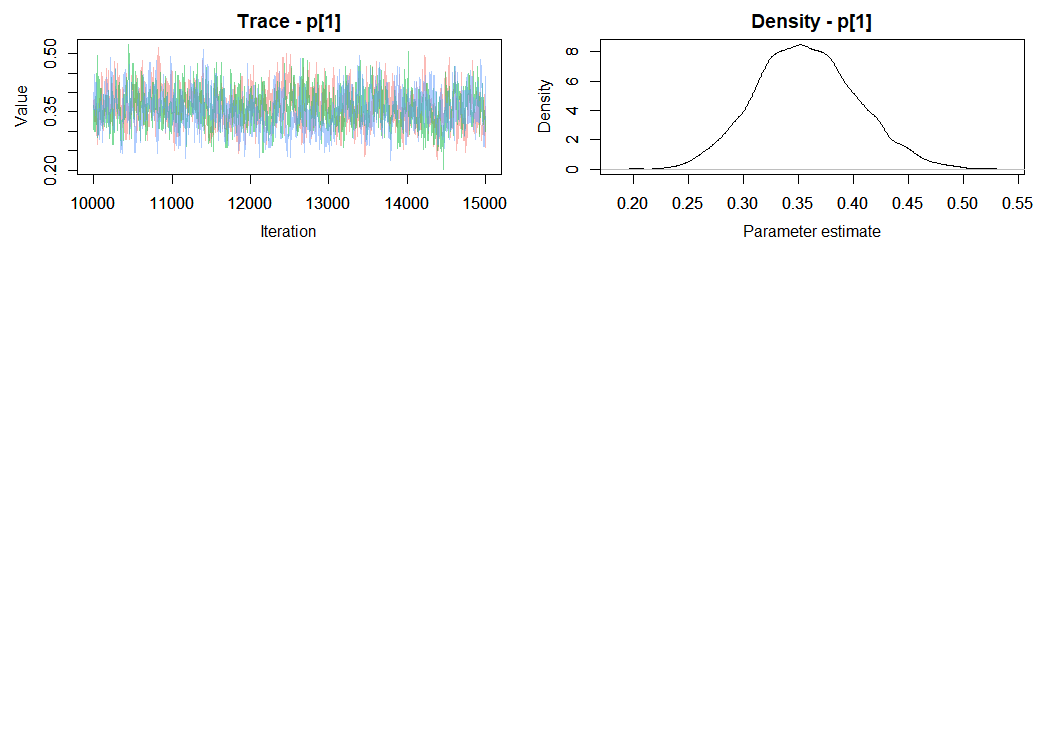 Trace - p[1]
Value
0.20 0.35 0.50
10000 11000 12000 13000 14000 15000
Iteration
Density - p[1]
Density
0 2 4 6 8
0.20 0.25 0.30 0.35 0.40 0.45 0.50 0.55
Parameter estimate